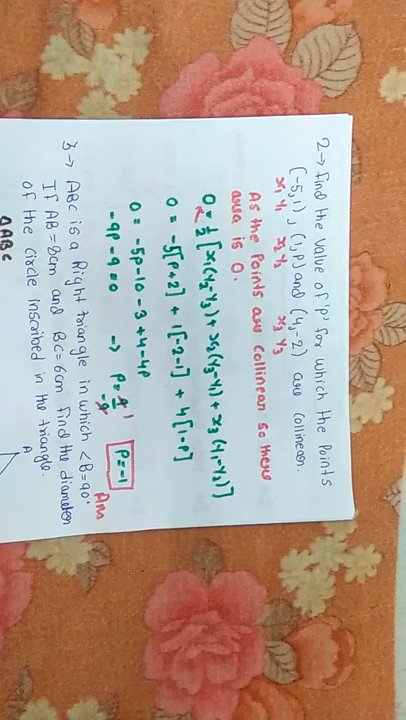 2→ find the value of 'p' for which the Points
(-5,1), (1,P) and (4,-2) are Collinear.
x₁ y₁ x₂ y₂ x₃ y₃
As the Points are Collinear so there
area is 0.
0 = ½ [x₁(y₂-y₃) + x₂(y₃-y₁) + x₃(y₁-y₂)]
0 = -5[P+2] + 1[-2-1] + 4[1-P]
0 = -5P-10-3+4-4P
-9P-9=0 → P = 9/-9 1 P=-1 Ans
3→ ABC is a Right triangle in which <B=90°
If AB=8cm and BC=6cm find the diameter
of the circle inscribed in the triangle.
A
ΔABC